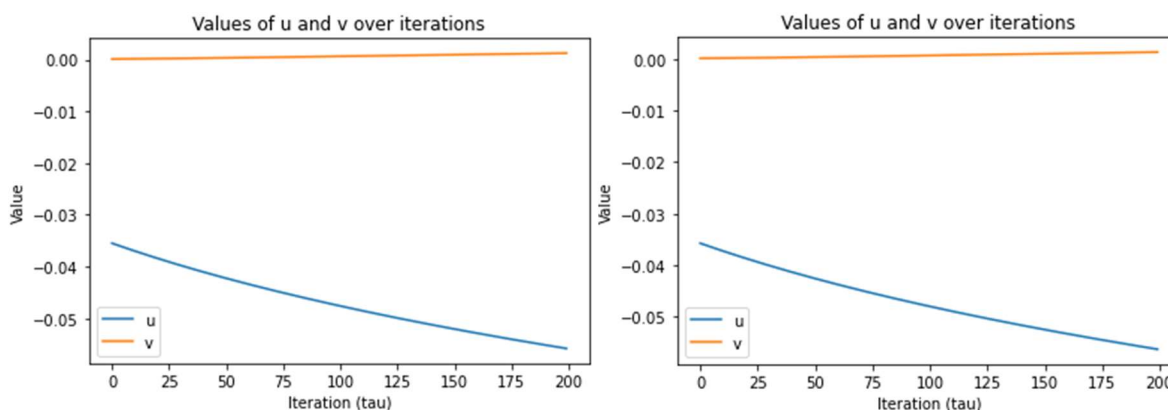 Values of u and v over iterations
0.00
−0.01
−0.02
−0.03
−0.04
−0.05
Value
u
v
0 25 50 75 100 125 150 175 200
Iteration (tau)
Values of u and v over iterations
0.00
−0.01
−0.02
−0.03
−0.04
−0.05
Value
u
v
0 25 50 75 100 125 150 175 200
Iteration (tau)